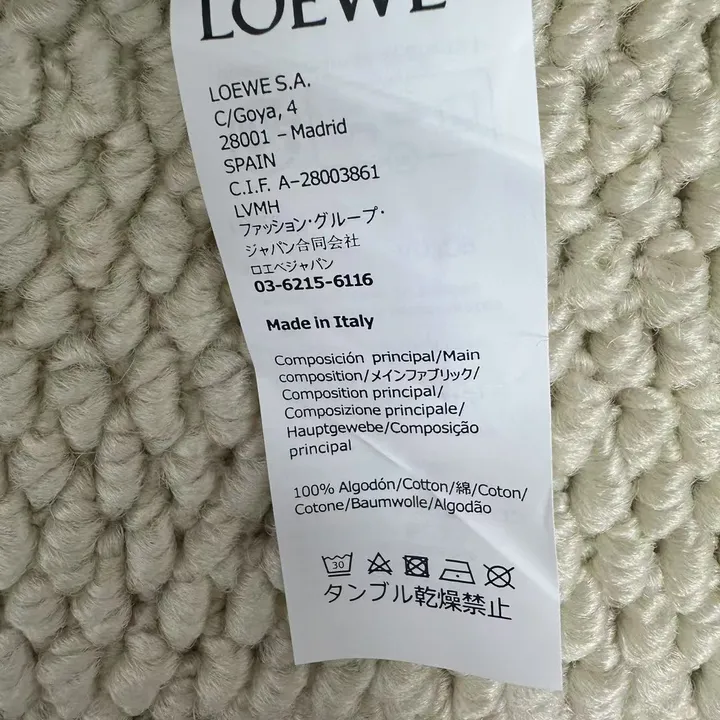 LOEWE
LOEWE S.A.
C/Goya, 4
28001 – Madrid
SPAIN
C.I.F. A-28003861
LVMH
ファッション・グループ・
ジャパン合同会社
ロエベジャパン
03-6215-6116
Made in Italy
Composición principal/Main
composition/メインファブリック/
Composition principal/
Composizione principale/
Hauptgewebe/Composição
principal
100% Algodón/Cotton/綿/Coton/
Cotone/Baumwolle/Algodão
30
タンブル乾燥禁止